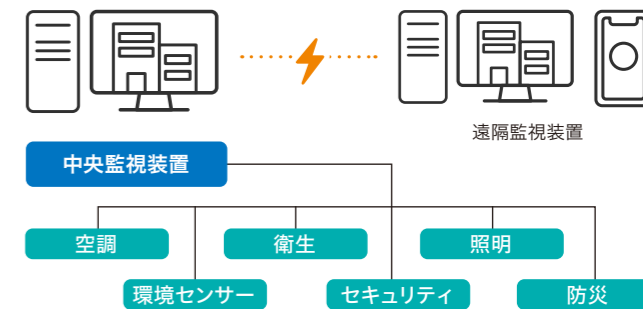 遠隔監視装置
中央監視装置
空調
衛生
照明
環境センサー
セキュリティ
防災